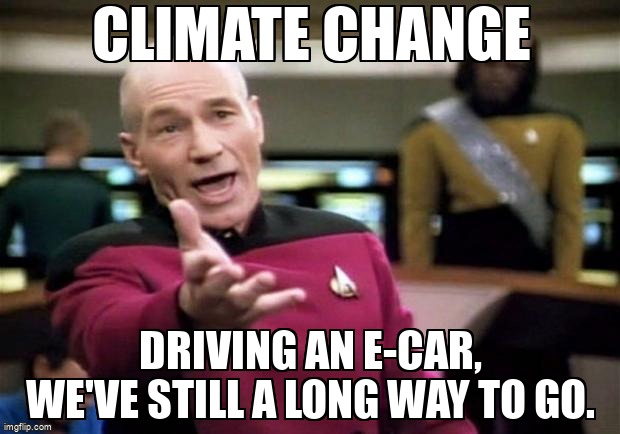 CLIMATE CHANGE
DRIVING AN E-CAR,
WE'VE STILL A LONG WAY TO GO.
imgflip.com